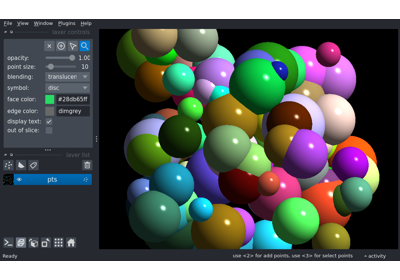 File View Window Plugins Help
layer controls
opacity: 1.00
point size: 10
blending: translucen
symbol: disc
face color: #28db65ff
edge color: dimgrey
display text:
out of slice:
layer list
pts
Ready use <2> for add points, use <3> for select points activity